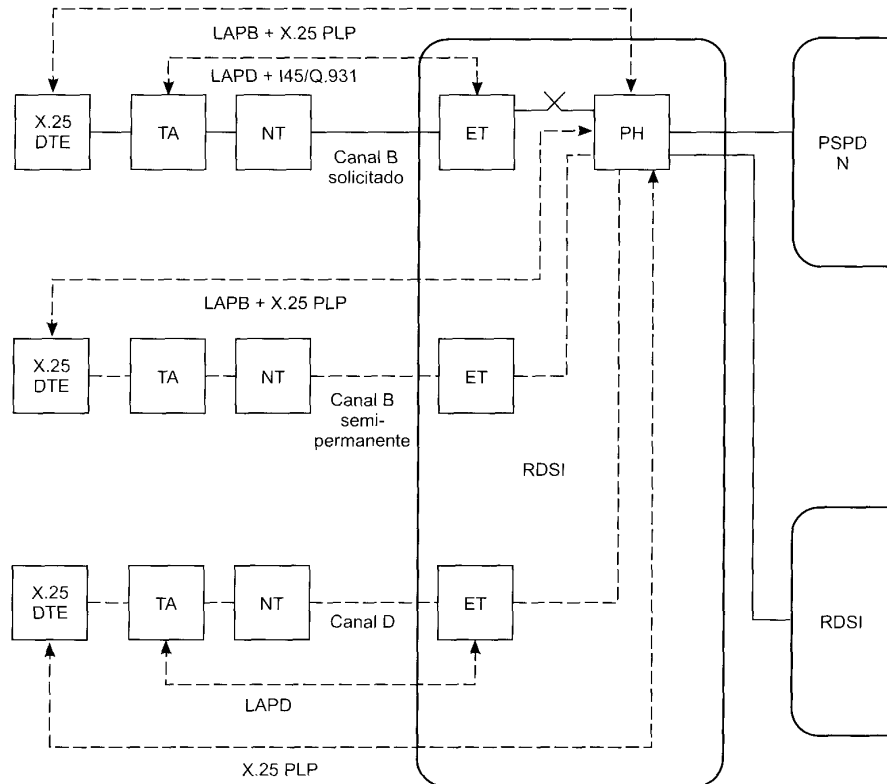 LAPB + X.25 PLP
LAPD + I45/Q.931
X.25
DTE
TA
NT
ET
PH
PSPD
N
Canal B
solicitado
LAPB + X.25 PLP
X.25
DTE
TA
NT
ET
Canal B
semi-
permanente
RDSI
X.25
DTE
TA
NT
ET
Canal D
RDSI
LAPD
X.25 PLP